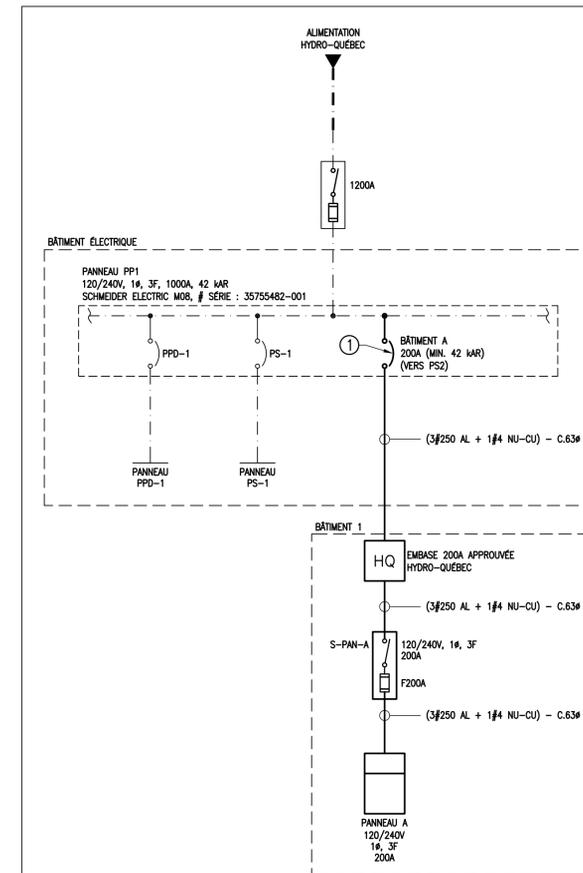 ALIMENTATION
HYDRO-QUÉBEC
1200A
BÂTIMENT ÉLECTRIQUE
PANNEAU PP1
120/240V, 1ø, 3F, 1000A, 42 kAR
SCHNEIDER ELECTRIC M08, # SÉRIE : 35755482-001
PPD-1
PS-1
1
BÂTIMENT A
200A (MIN. 42 kAR)
(VERS PS2)
(3#250 AL + 1#4 NU-CU) - C.63ø
PANNEAU
PPD-1
PANNEAU
PS-1
BÂTIMENT 1
HQ
EMBASE 200A APPROUVÉE
HYDRO-QUÉBEC
(3#250 AL + 1#4 NU-CU) - C.63ø
S-PAN-A
120/240V, 1ø, 3F
200A
F200A
(3#250 AL + 1#4 NU-CU) - C.63ø
PANNEAU A
120/240V
1ø, 3F
200A